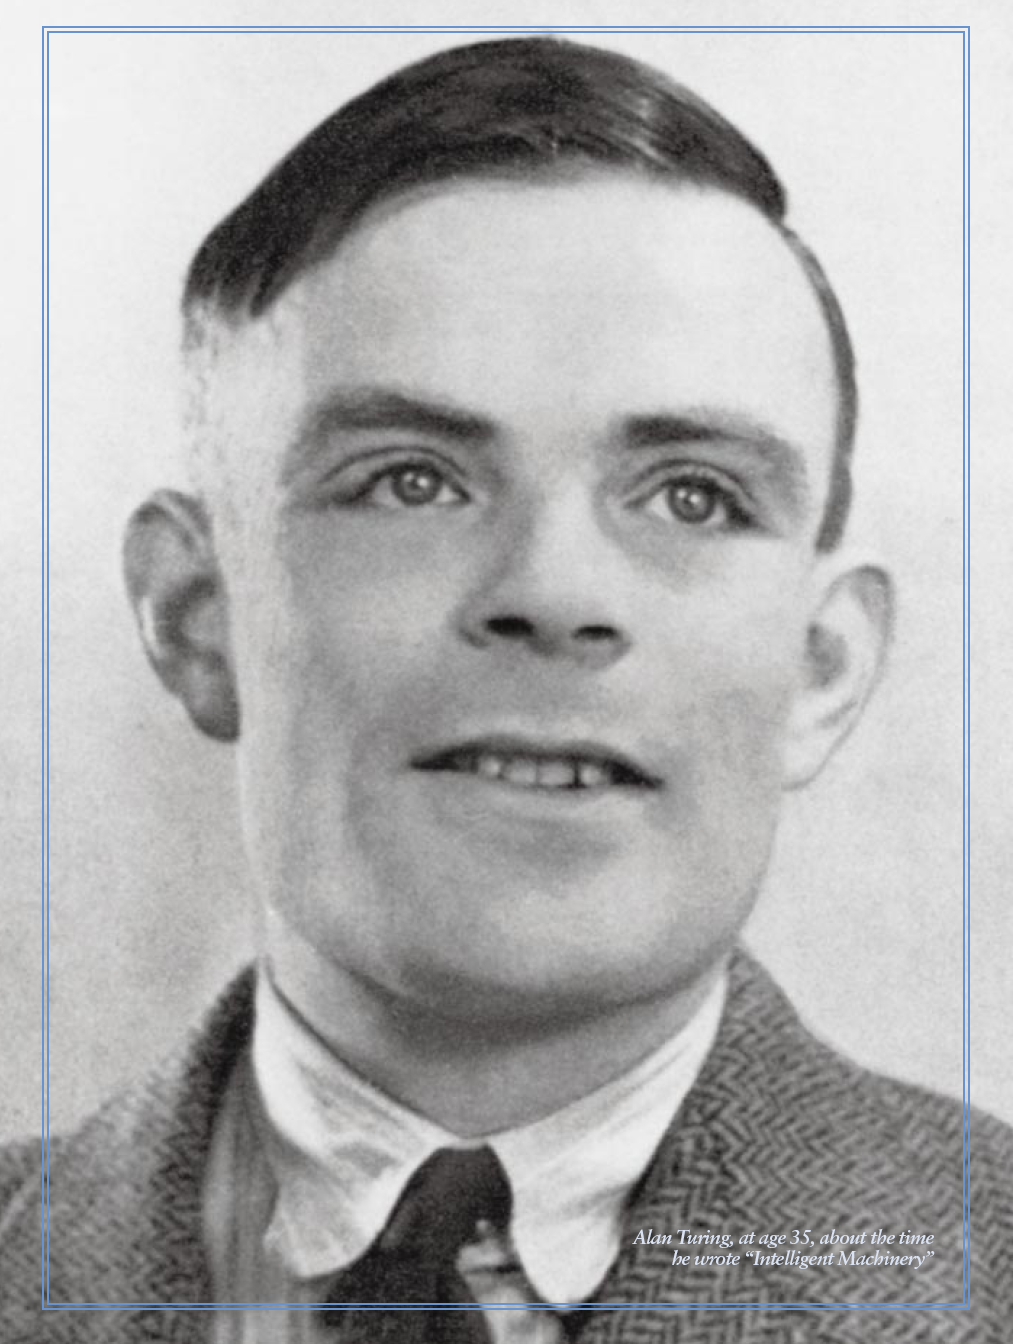 Alan Turing, at age 35, about the time
he wrote “Intelligent Machinery”